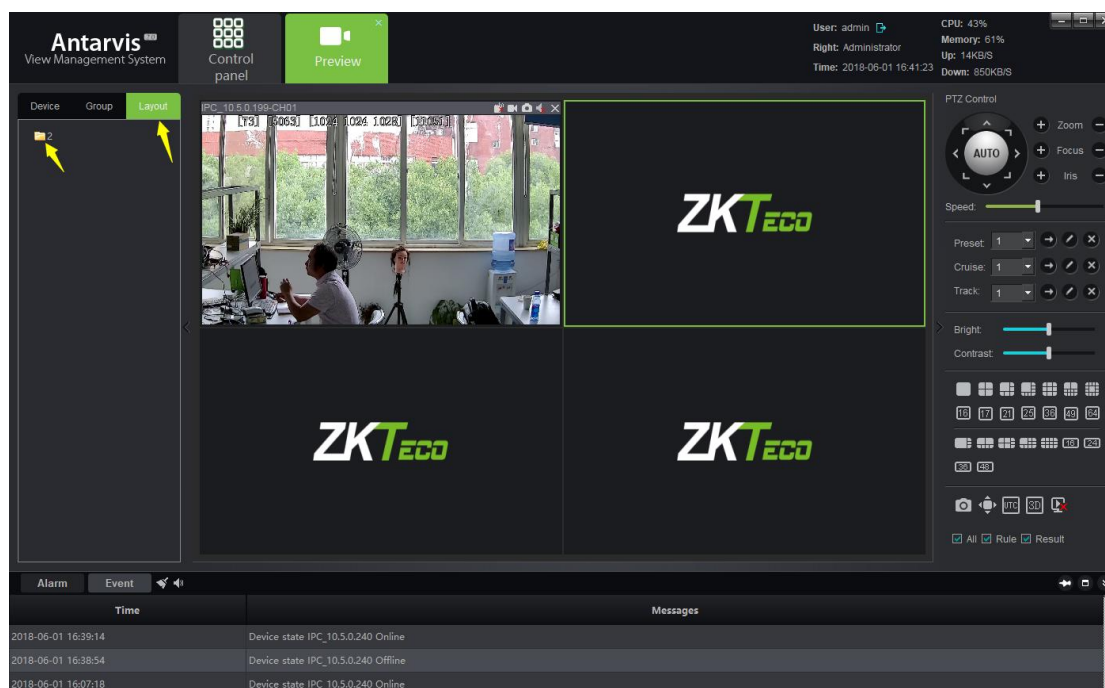 Antarvis 2.0
View Management System
Control
panel
Preview
User: admin
Right: Administrator
Time: 2018-06-01 16:41:23
CPU: 43%
Memory: 61%
Up: 14KB/S
Down: 850KB/S
Device Group Layout
2
IPC_10.5.0.199-CH01
ZKTECO
ZKTECO
ZKTECO
PTZ Control
AUTO
Zoom
Focus
Iris
Speed:
Preset: 1
Cruise: 1
Track: 1
Bright:
Contrast:
16 17 21 25 36 49 64
16 24
36 48
UTC 3D
All Rule Result
Alarm Event
Time Messages
2018-06-01 16:39:14 Device state IPC_10.5.0.240 Online
2018-06-01 16:38:54 Device state IPC_10.5.0.240 Offline
2018-06-01 16:07:18 Device state IPC_10.5.0.240 Online